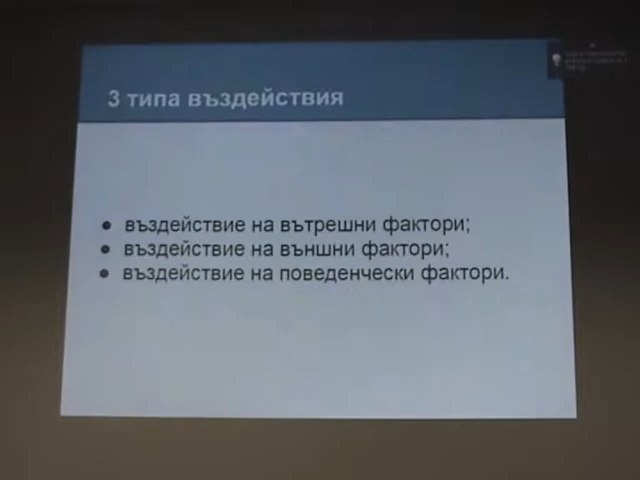 3 типа въздействия
● въздействие на вътрешни фактори;
● въздействие на външни фактори;
● въздействие на поведенчески фактори.